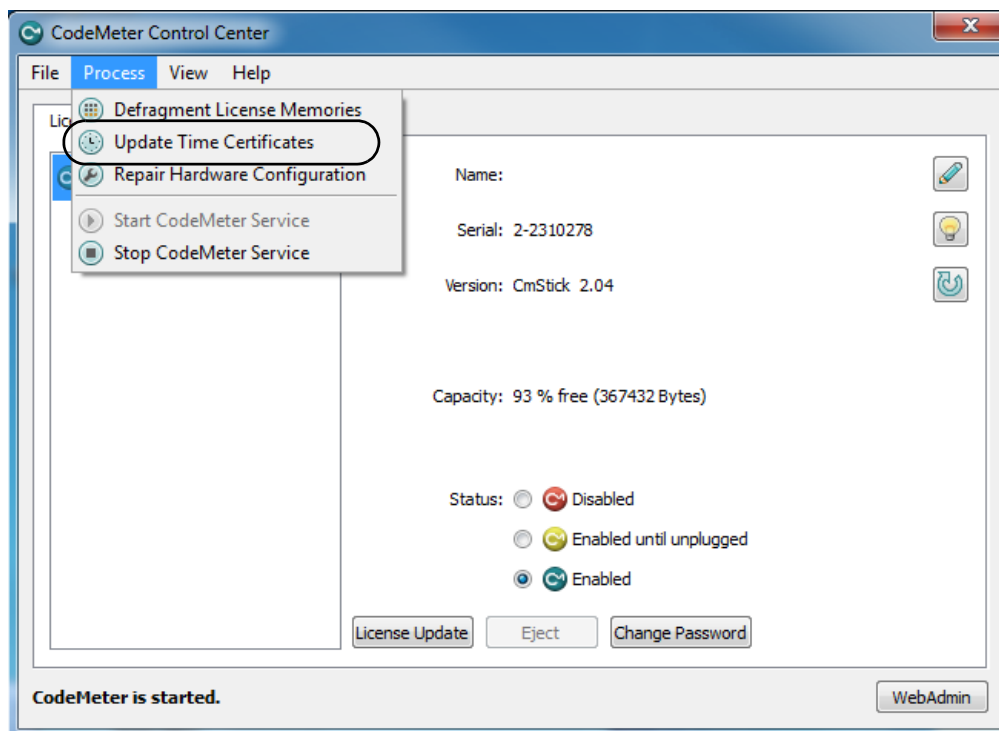 CodeMeter Control Center
File Process View Help
Defragment License Memories
Update Time Certificates
Repair Hardware Configuration
Start CodeMeter Service
Stop CodeMeter Service
Name:
Serial: 2-2310278
Version: CmStick 2.04
Capacity: 93 % free (367432 Bytes)
Status: Disabled
Enabled until unplugged
Enabled
License Update Eject Change Password
CodeMeter is started. WebAdmin